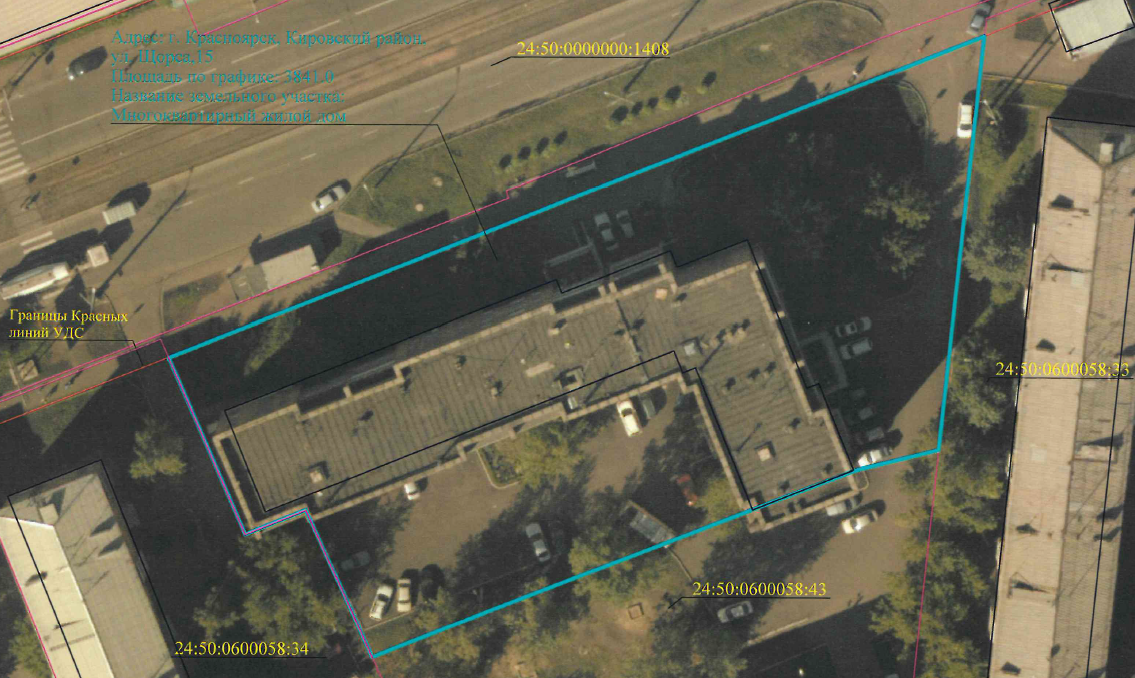 Адрес: г. Красноярск, Кировский район,
ул. Щорса,15
Площадь по графике: 3841.0
Название земельного участка:
Многоквартирный жилой дом
24:50:0000000:1408
Границы Красных
линий УДС
24:50:0600058:33
24:50:0600058:43
24:50:0600058:34